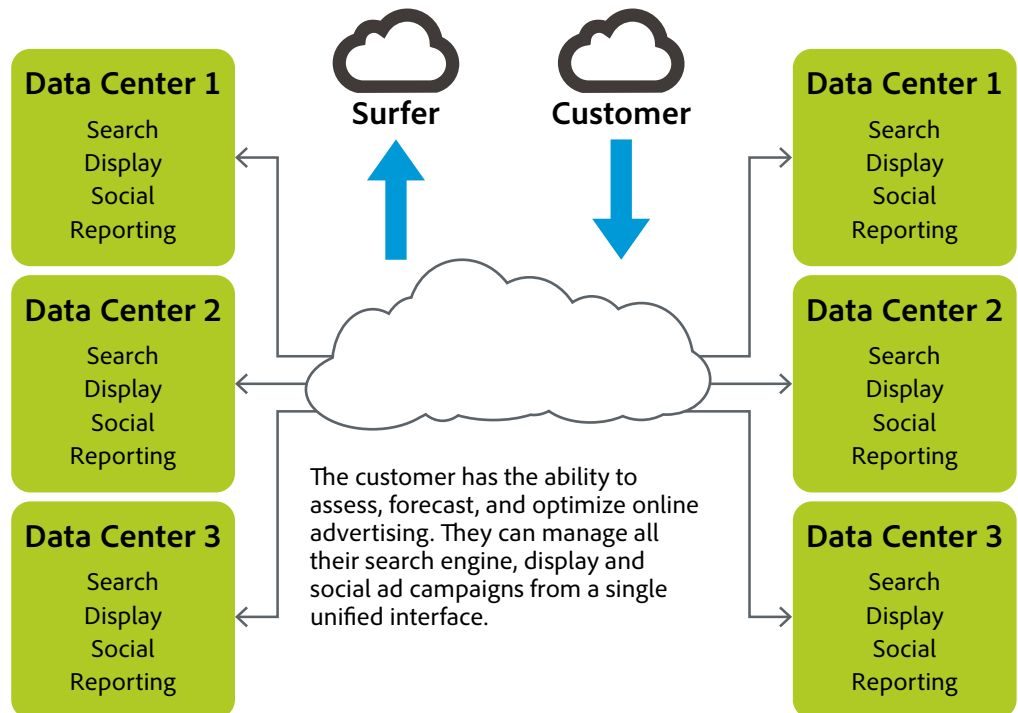 Surfer
Customer
Data Center 1
Search
Display
Social
Reporting
Data Center 2
Search
Display
Social
Reporting
Data Center 3
Search
Display
Social
Reporting
The customer has the ability to
assess, forecast, and optimize online
advertising. They can manage all
their search engine, display and
social ad campaigns from a single
unified interface.
Data Center 1
Search
Display
Social
Reporting
Data Center 2
Search
Display
Social
Reporting
Data Center 3
Search
Display
Social
Reporting